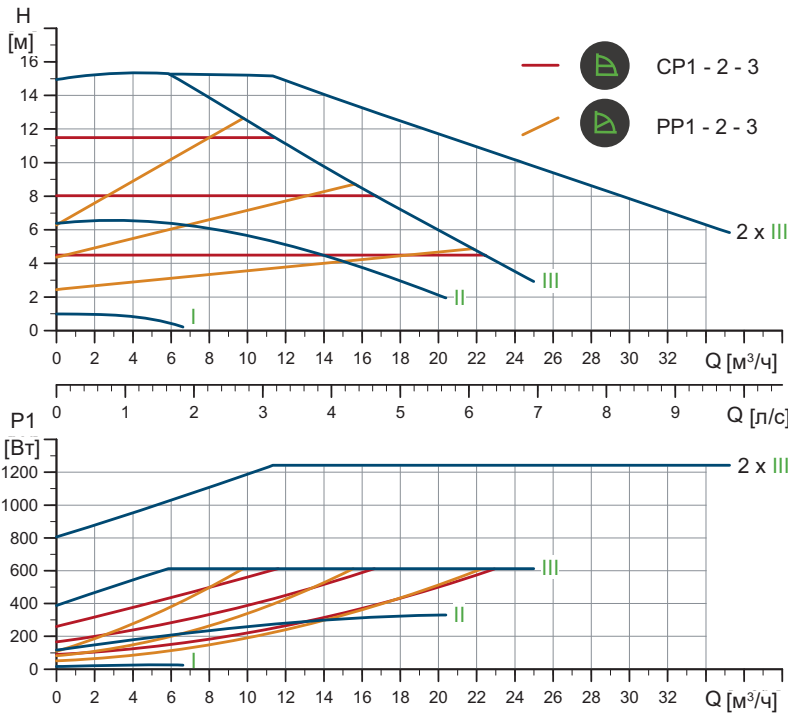 H
[м]
16
14
12
10
8
6
4
2
0
CP1 - 2 - 3
PP1 - 2 - 3
2 x III
III
II
I
0 2 4 6 8 10 12 14 16 18 20 22 24 26 28 30 32 Q [м³/ч]
0 1 2 3 4 5 6 7 8 9 Q [л/с]
P1
[Вт]
1200
1000
800
600
400
200
0
2 x III
III
II
I
0 2 4 6 8 10 12 14 16 18 20 22 24 26 28 30 32 Q [м³/ч]